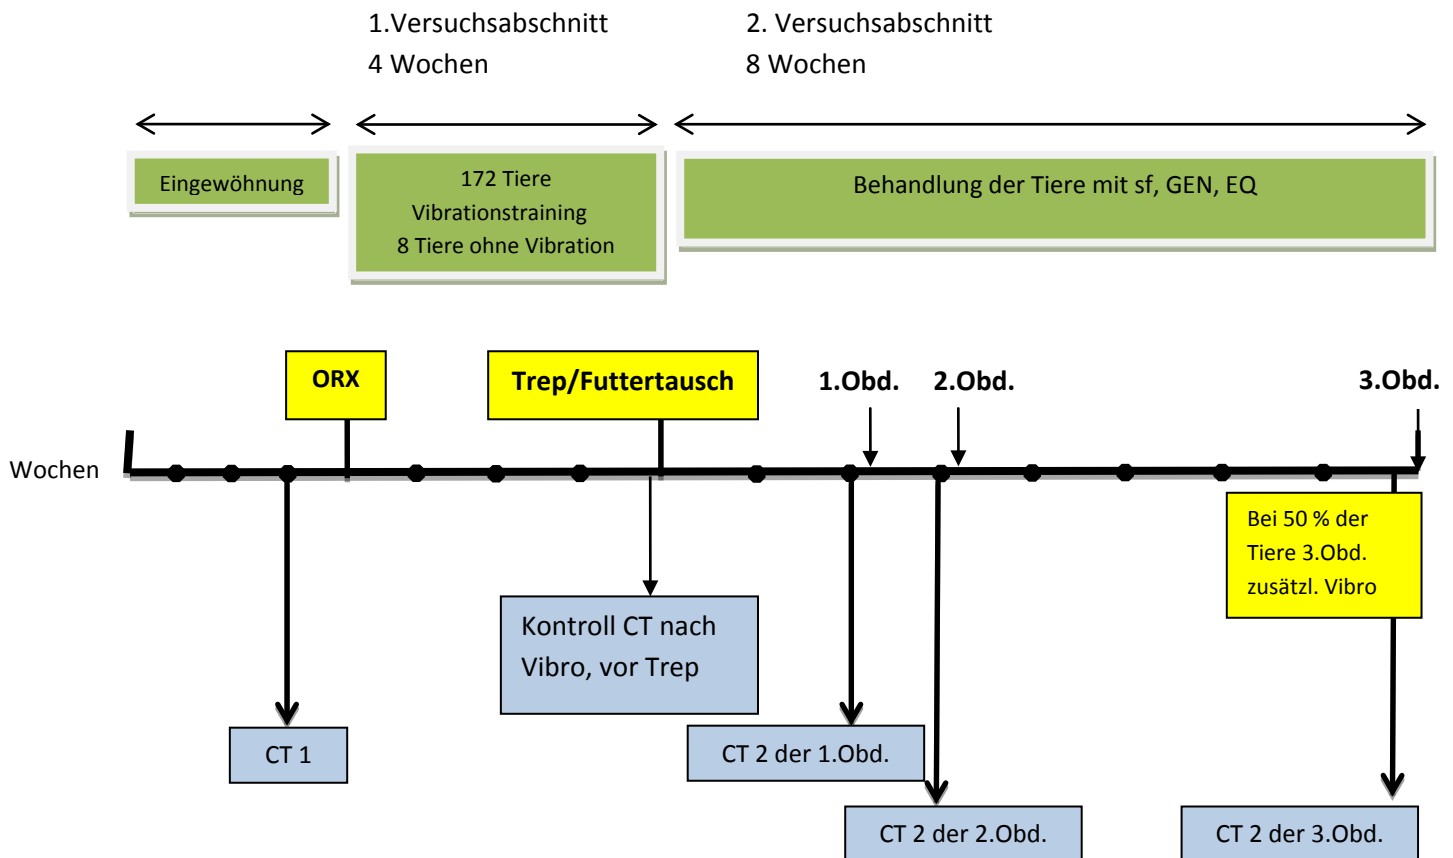 1.Versuchsabschnitt
4 Wochen
2. Versuchsabschnitt
8 Wochen
Eingewöhnung
172 Tiere
Vibrationstraining
8 Tiere ohne Vibration
Behandlung der Tiere mit sf, GEN, EQ
ORX
Trep/Futtertausch
1.Obd.
2.Obd.
3.Obd.
Wochen
Bei 50 % der
Tiere 3.Obd.
zusätzl. Vibro
Kontroll CT nach
Vibro, vor Trep
CT 1
CT 2 der 1.Obd.
CT 2 der 2.Obd.
CT 2 der 3.Obd.